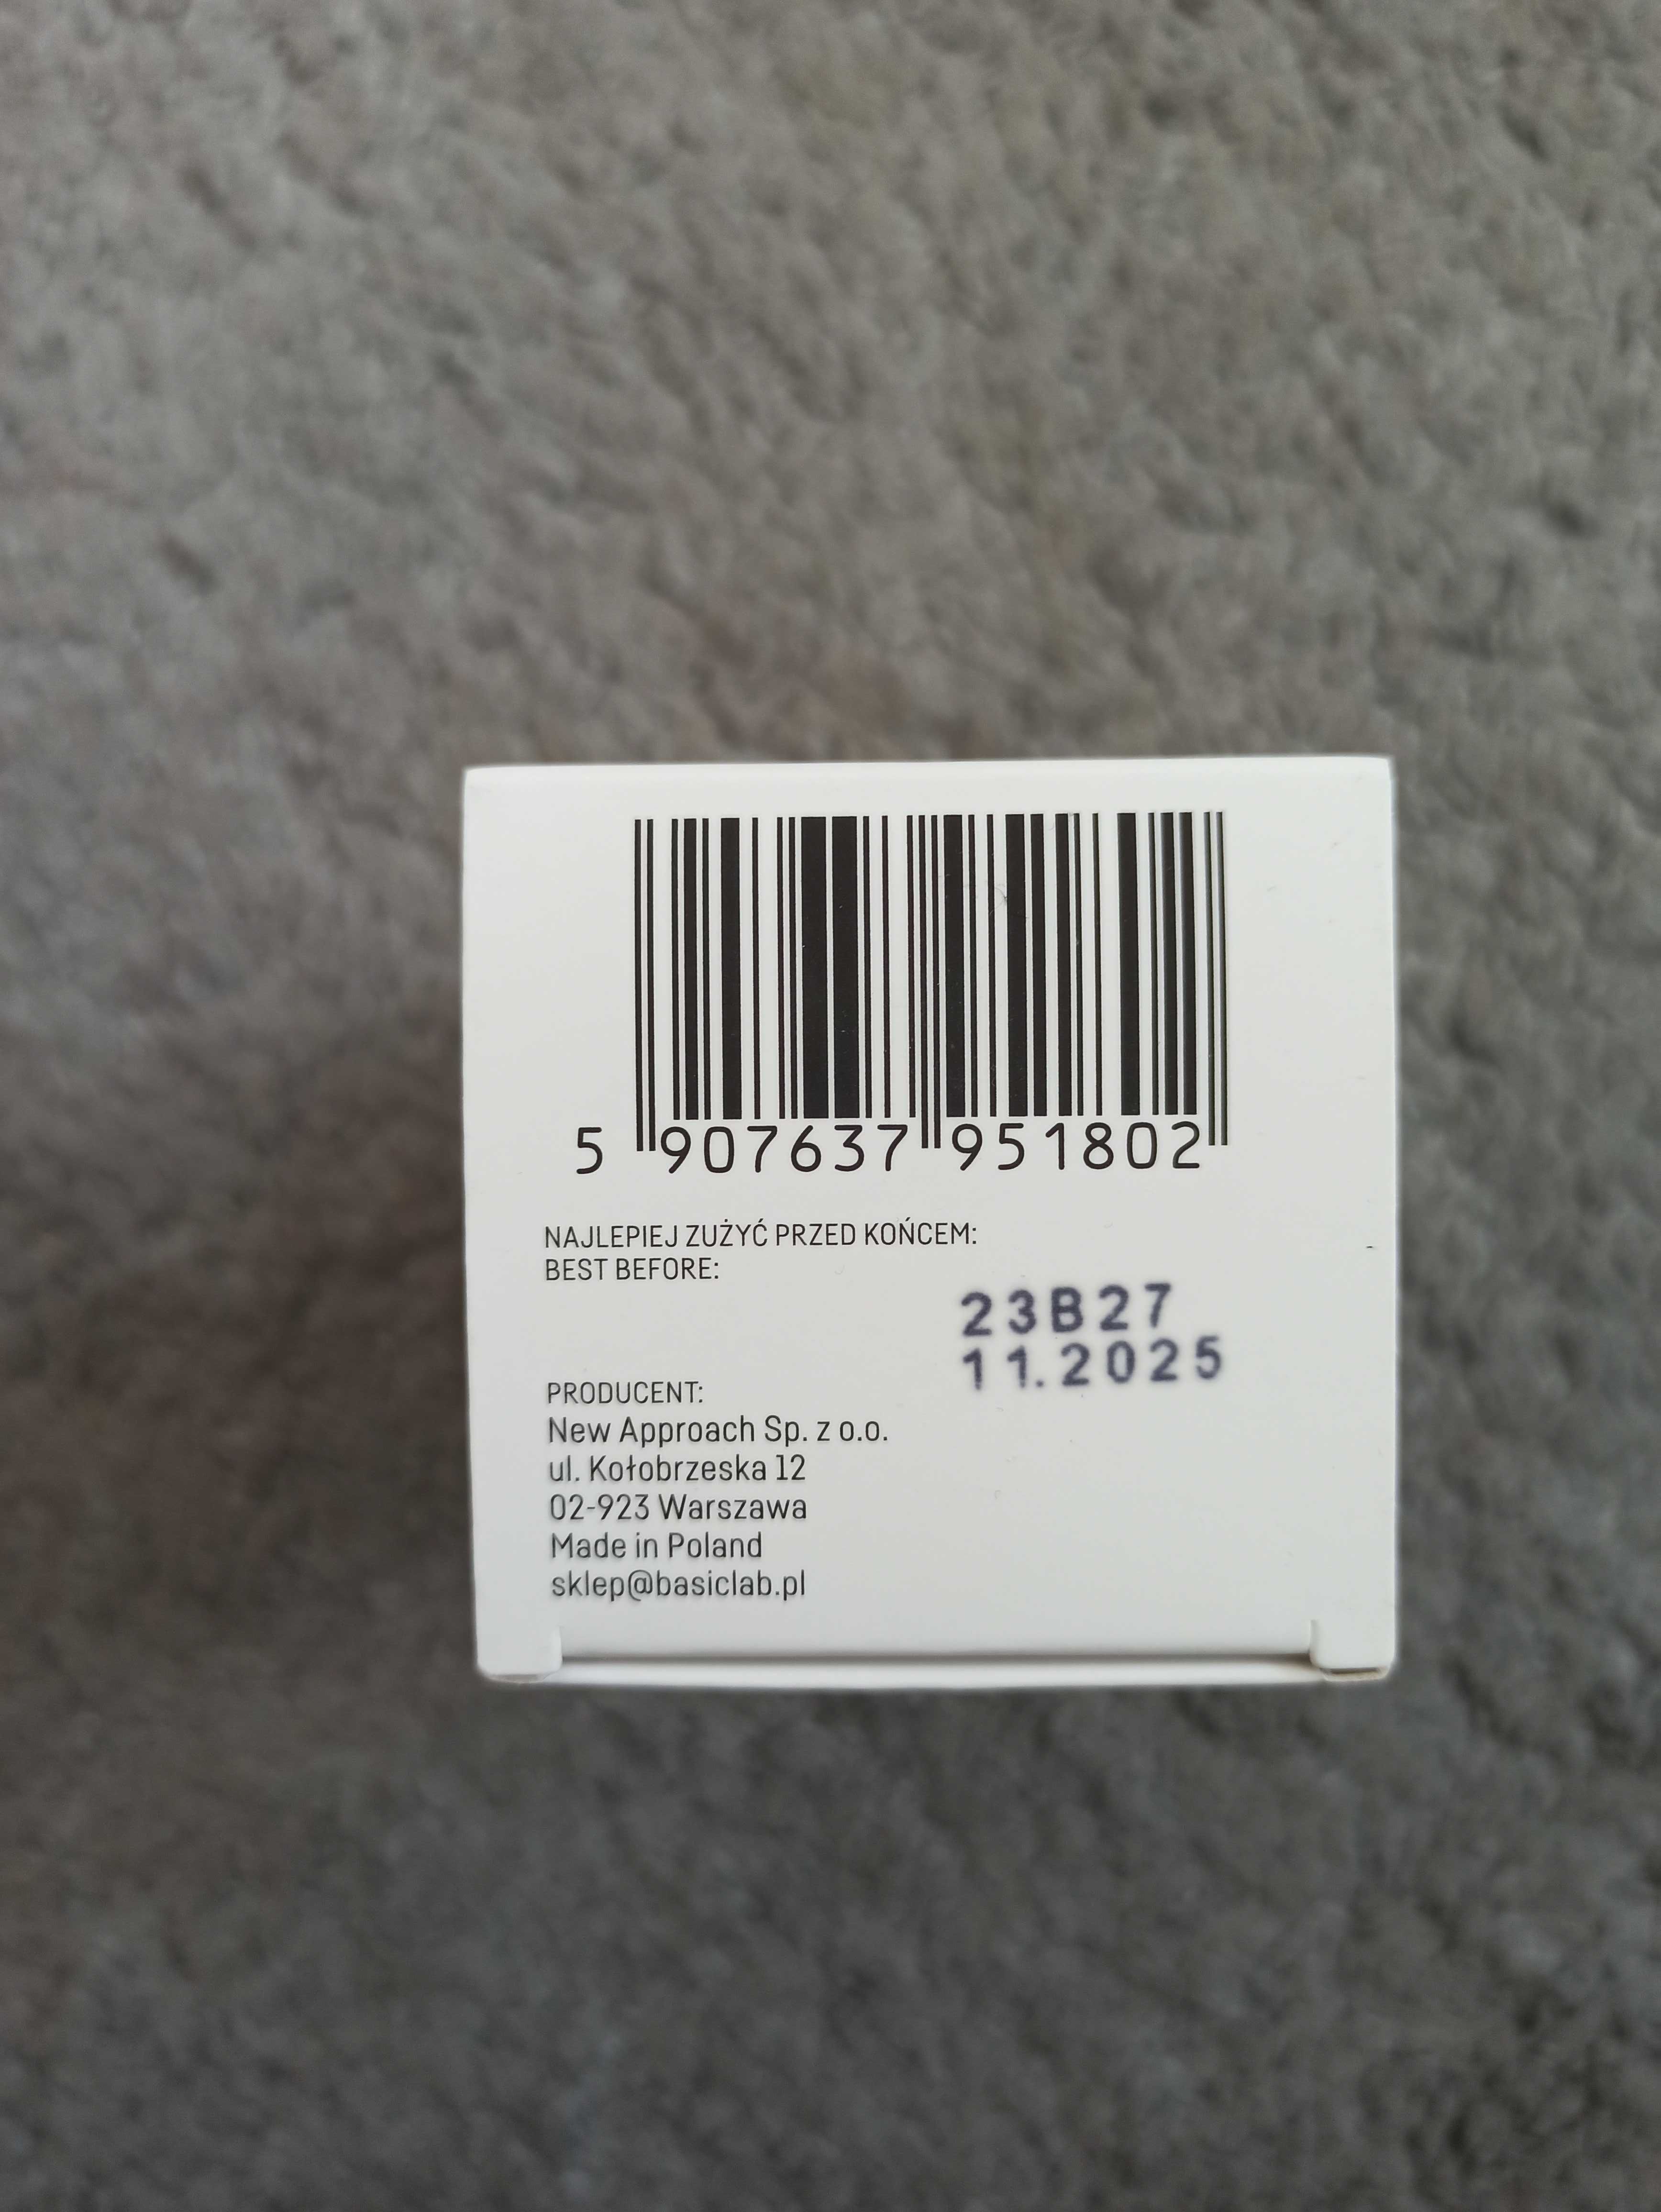 5 907637 951802
NAJLEPIEJ ZUŻYĆ PRZED KOŃCEM:
BEST BEFORE:
23B27
11.2025
PRODUCENT:
New Approach Sp. z o.o.
ul. Kołobrzeska 12
02-923 Warszawa
Made in Poland
sklep@basiclab.pl